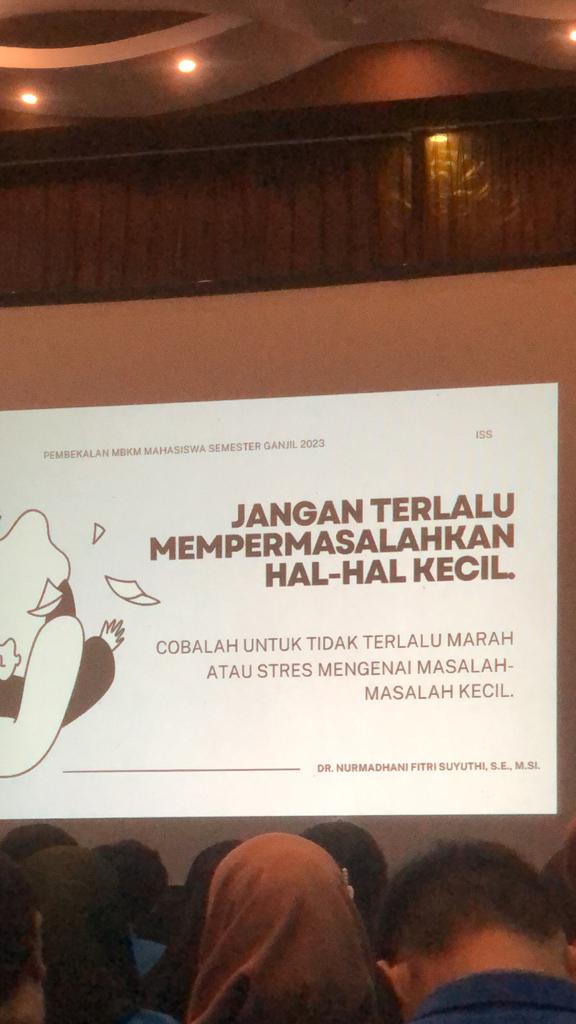 PEMBEKALAN MBKM MAHASISWA SEMESTER GANJIL 2023
ISS
JANGAN TERLALU
MEMPERMASALAHKAN
HAL-HAL KECIL.
COBALAH UNTUK TIDAK TERLALU MARAH
ATAU STRES MENGENAI MASALAH-
MASALAH KECIL.
DR. NURMADHANI FITRI SUYUTHI, S.E., M.SI.